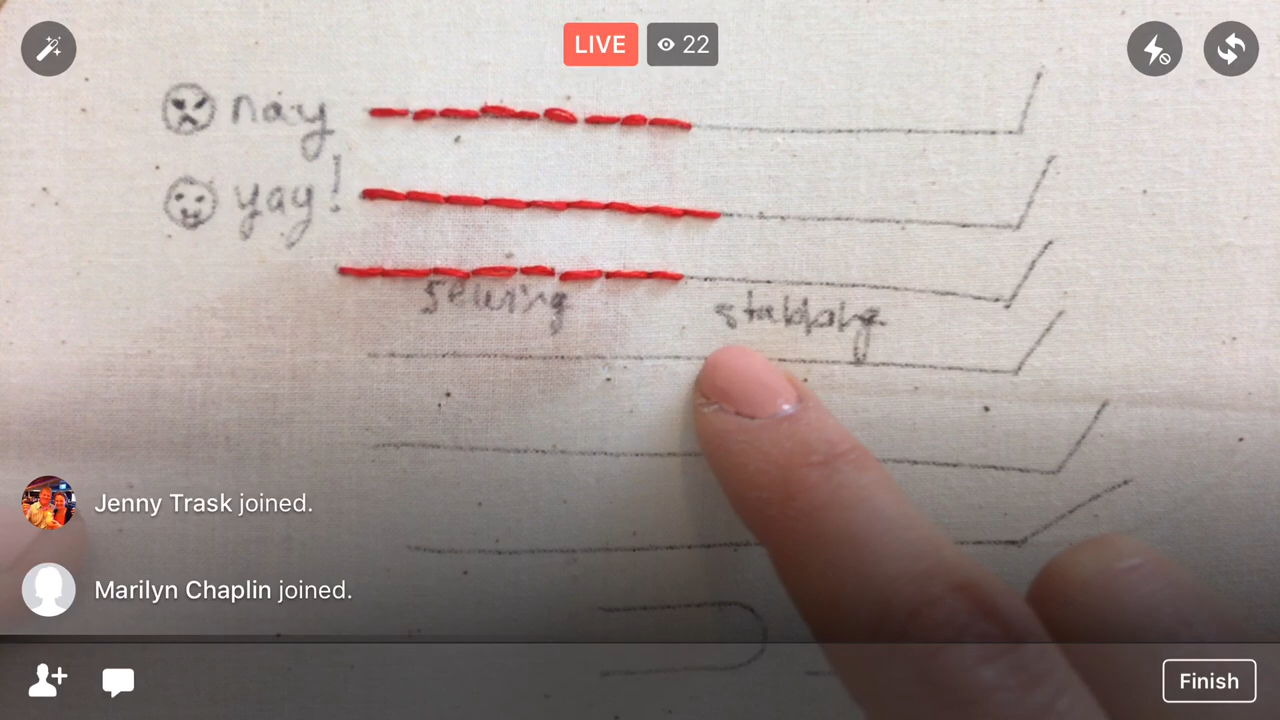 LIVE 22
nay
yay!
sewing stabbing
Jenny Trask joined.
Marilyn Chaplin joined.
Finish